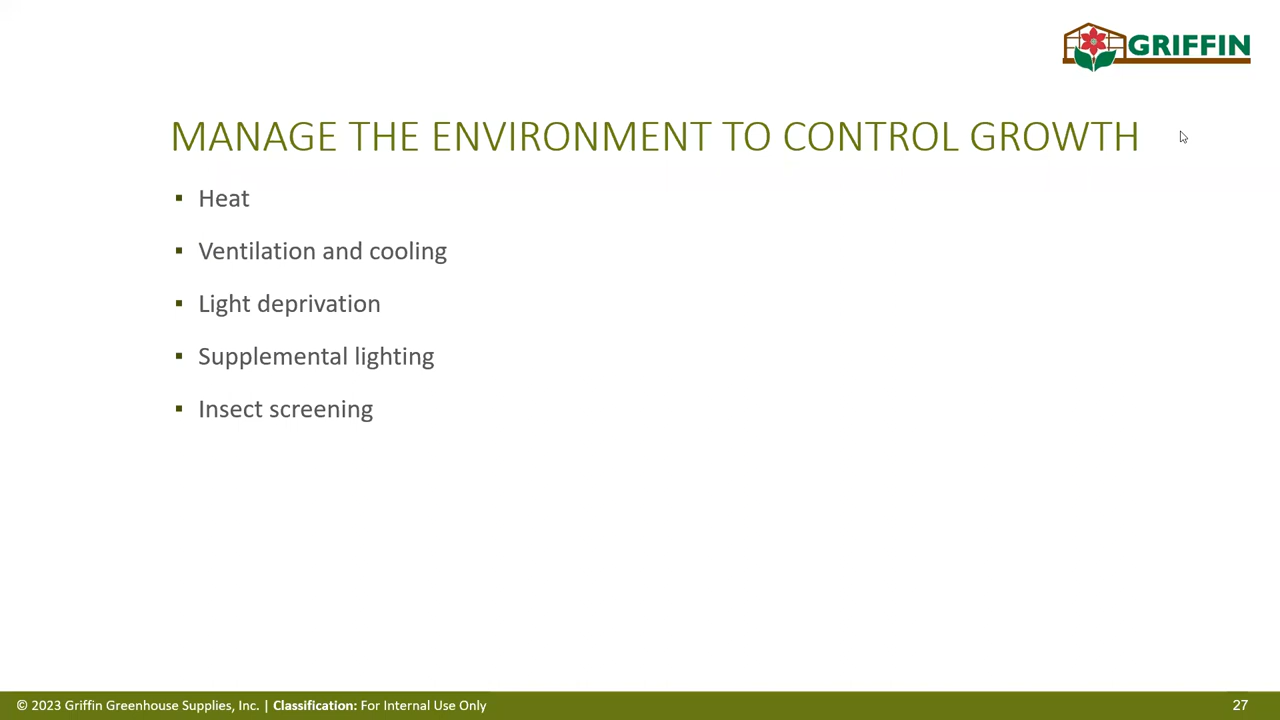 GRIFFIN
MANAGE THE ENVIRONMENT TO CONTROL GROWTH
▪ Heat
▪ Ventilation and cooling
▪ Light deprivation
▪ Supplemental lighting
▪ Insect screening
© 2023 Griffin Greenhouse Supplies, Inc. | Classification: For Internal Use Only
27